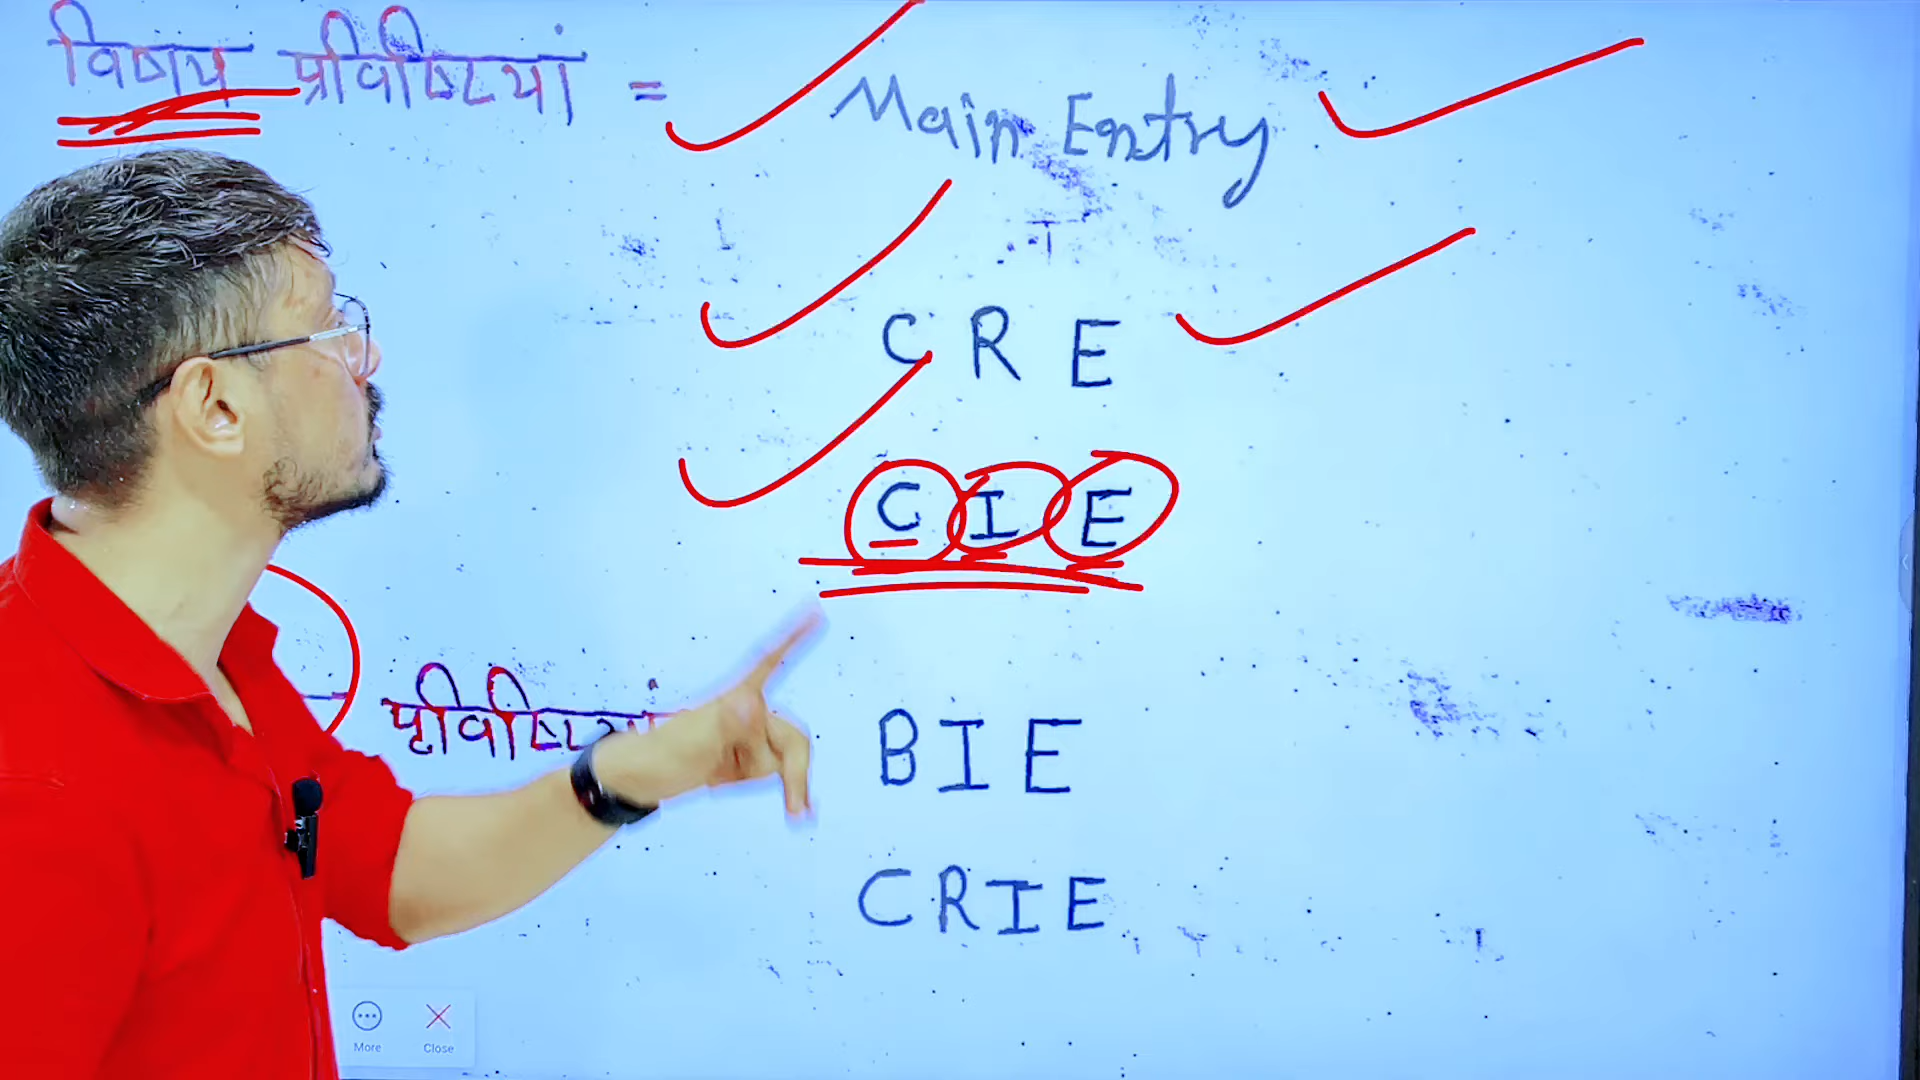 विषय प्रविष्टियां = Main Entry
C R E
C I E
प्रविष्टियां
B I E
C R I E
More Close